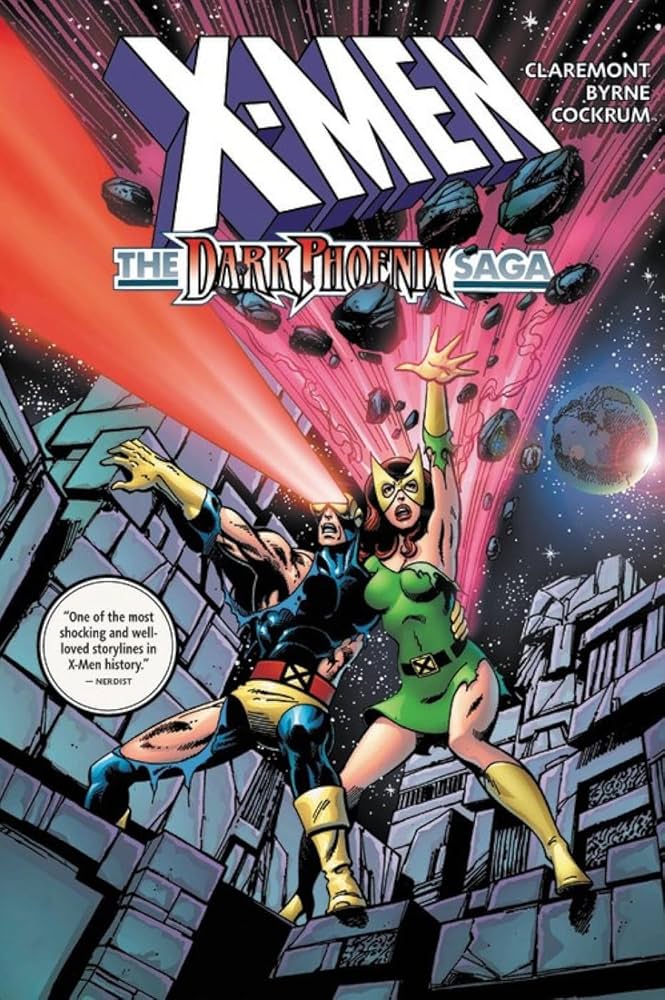 X-MEN
CLAREMONT
BYRNE
COCKRUM
THE DARK PHOENIX SAGA
“One of the most
shocking and well-
loved storylines in
X-Men history.”
— NERDIST